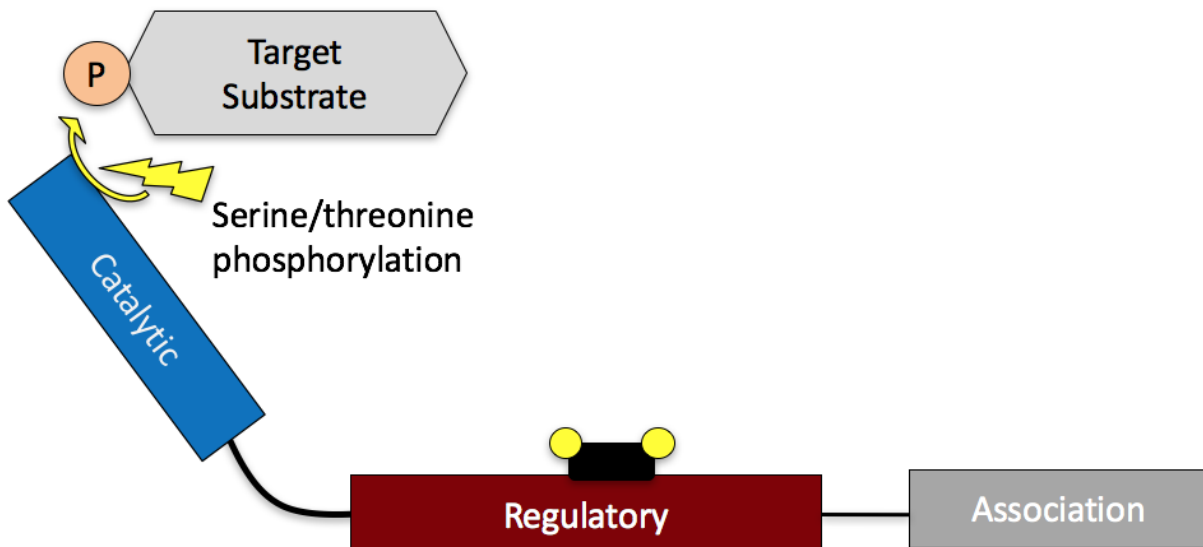 P
Target
Substrate
Serine/threonine
phosphorylation
Catalytic
Regulatory
Association